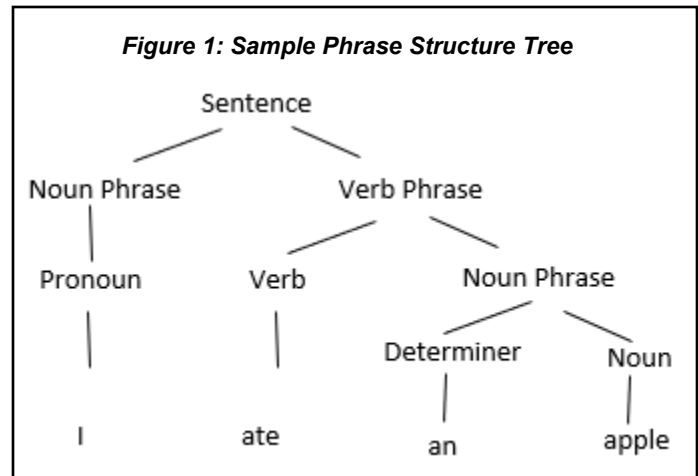 Figure 1: Sample Phrase Structure Tree
Sentence
Noun Phrase Verb Phrase
Pronoun Verb Noun Phrase
Determiner Noun
I ate an apple